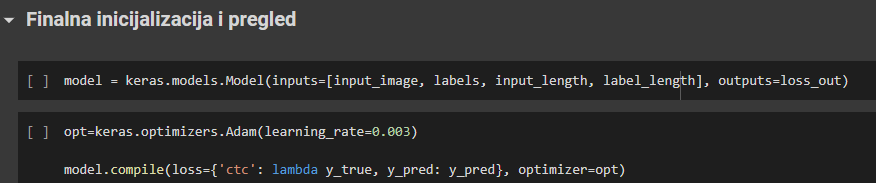 Finalna inicijalizacija i pregled
[ ] model = keras.models.Model(inputs=[input_image, labels, input_length, label_length], outputs=loss_out)
[ ] opt=keras.optimizers.Adam(learning_rate=0.003)
model.compile(loss={'ctc': lambda y_true, y_pred: y_pred}, optimizer=opt)